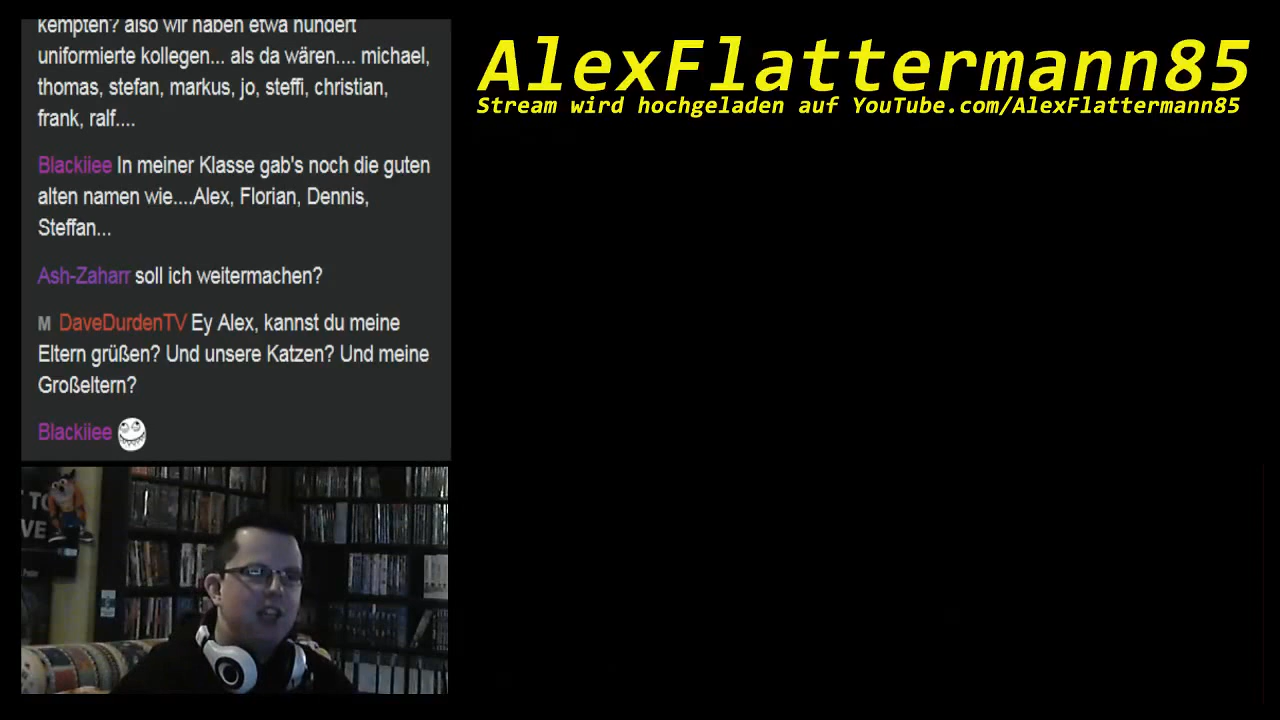 kempten? also wir haben etwa hundert
uniformierte kollegen... als da wären.... michael,
thomas, stefan, markus, jo, steffi, christian,
frank, ralf....
Blackiiee In meiner Klasse gab's noch die guten
alten namen wie....Alex, Florian, Dennis,
Steffan...
Ash-Zaharr soll ich weitermachen?
M DaveDurdenTV Ey Alex, kannst du meine
Eltern grüßen? Und unsere Katzen? Und meine
Großeltern?
Blackiiee
AlexFlattermann85
Stream wird hochgeladen auf YouTube.com/AlexFlattermann85
TO
VE